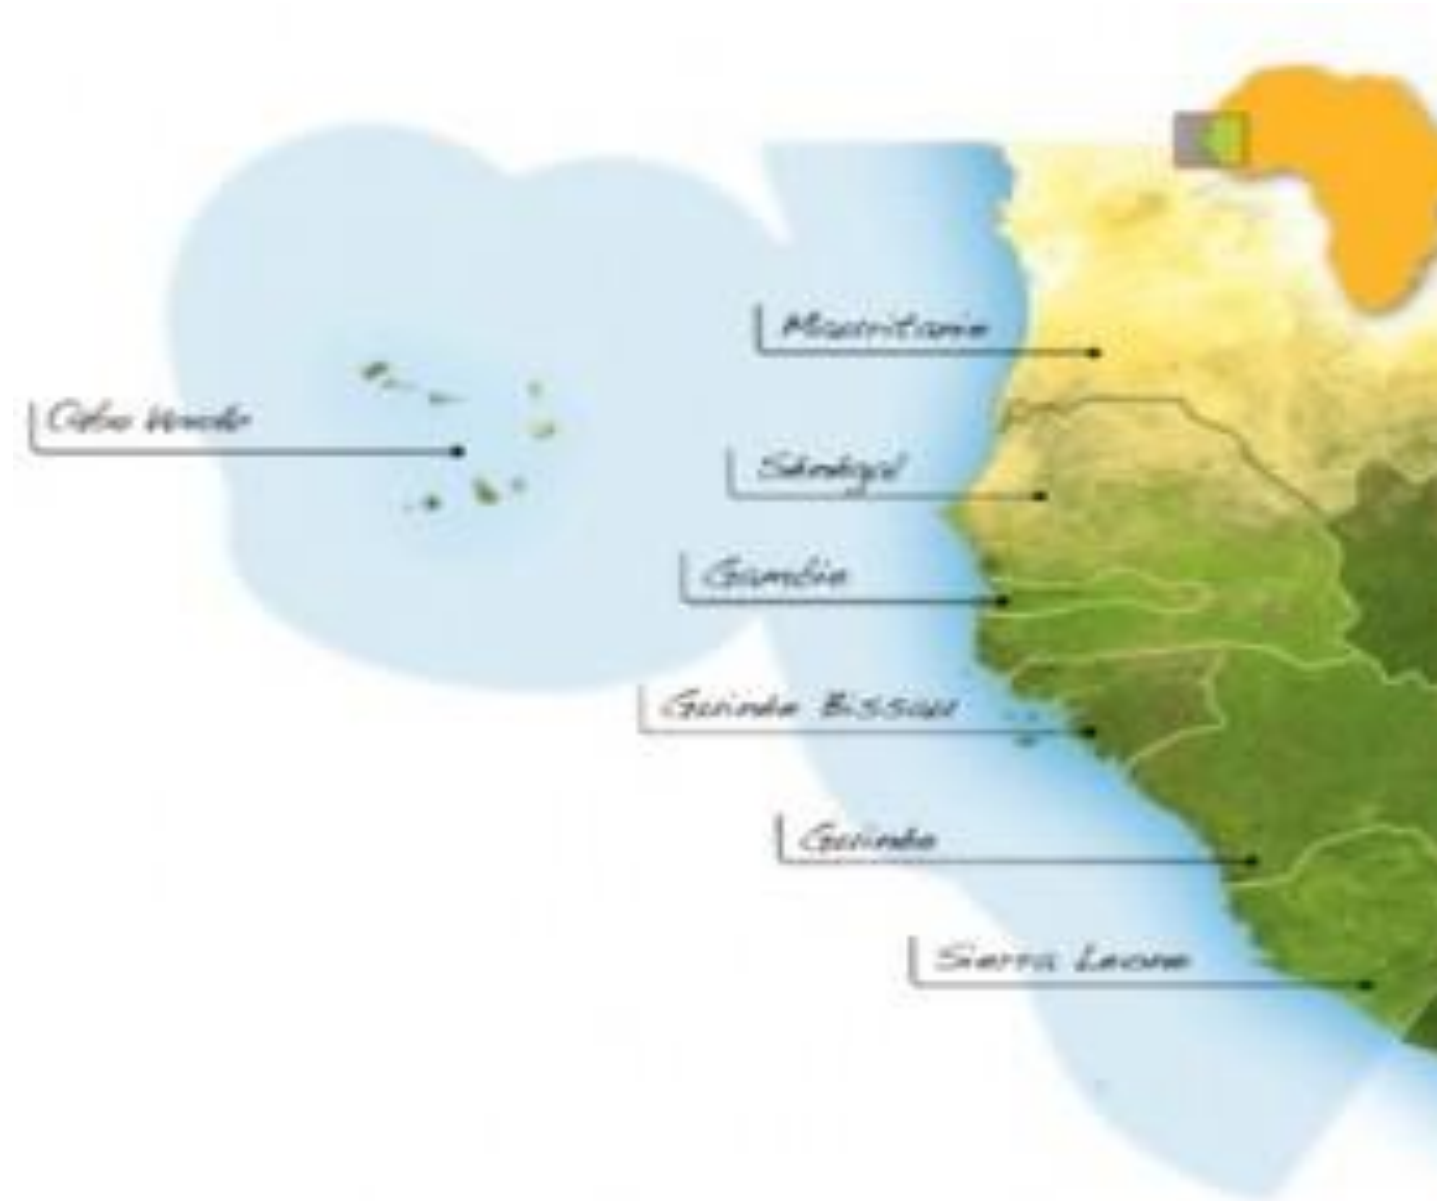 Mauritanie
Cabo Verde
Sénégal
Gambie
Guinée Bissau
Guinée
Sierra Leone